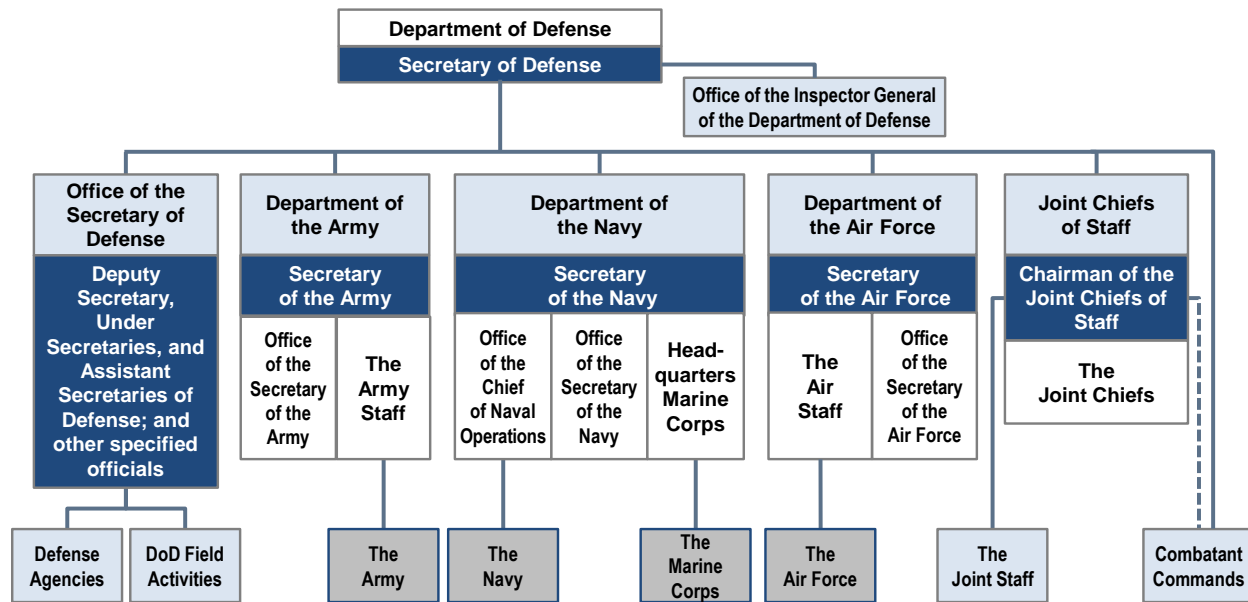 Department of Defense
Secretary of Defense
Office of the Inspector General
of the Department of Defense
Office of the
Secretary of
Defense
Deputy
Secretary,
Under
Secretaries, and
Assistant
Secretaries of
Defense; and
other specified
officials
Defense
Agencies
DoD Field
Activities
Department of
the Army
Secretary
of the Army
Office
of the
Secretary
of the
Army
The
Army
Staff
The
Army
Department of
the Navy
Secretary
of the Navy
Office
of the
Chief
of Naval
Operations
Office
of the
Secretary
of the
Navy
Head-
quarters
Marine
Corps
The
Navy
The
Marine
Corps
Department of
the Air Force
Secretary
of the Air Force
The
Air
Staff
Office
of the
Secretary
of the
Air Force
The
Air Force
Joint Chiefs
of Staff
Chairman of the
Joint Chiefs of
Staff
The
Joint Chiefs
The
Joint Staff
Combatant
Commands